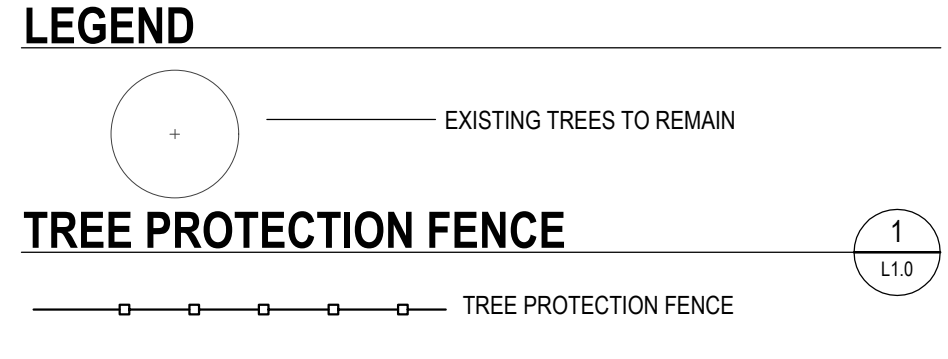 LEGEND
EXISTING TREES TO REMAIN
TREE PROTECTION FENCE
1
L1.0
TREE PROTECTION FENCE